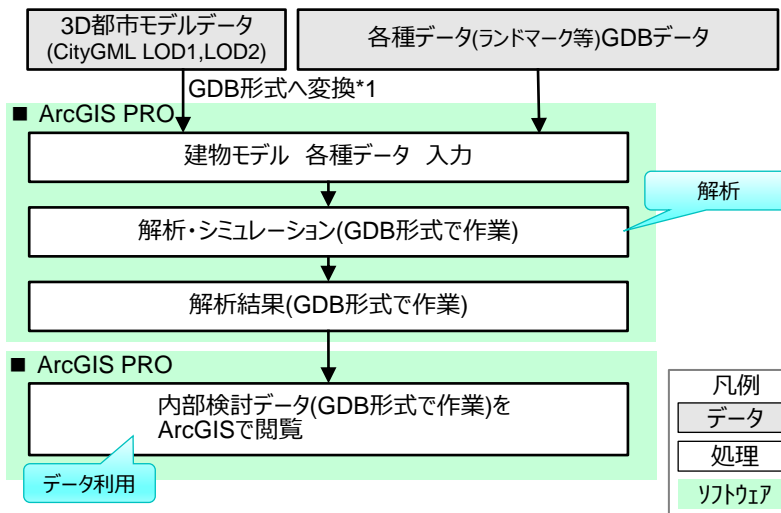 3D都市モデルデータ
(CityGML LOD1,LOD2)
各種データ(ランドマーク等)GDBデータ
GDB形式へ変換*1
■ ArcGIS PRO
建物モデル 各種データ 入力
解析
解析・シミュレーション(GDB形式で作業)
解析結果(GDB形式で作業)
■ ArcGIS PRO
内部検討データ(GDB形式で作業)を
ArcGISで閲覧
データ利用
凡例
データ
処理
ソフトウェア